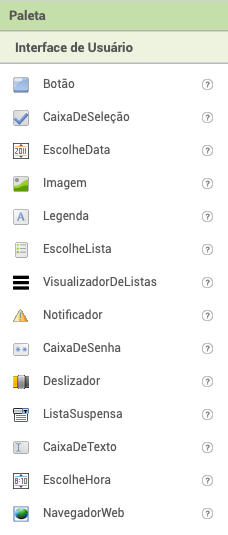 Paleta
Interface de Usuário
Botão
CaixaDeSeleção
EscolheData
Imagem
Legenda
EscolheLista
VisualizadorDeListas
Notificador
CaixaDeSenha
Deslizador
ListaSuspensa
CaixaDeTexto
EscolheHora
NavegadorWeb